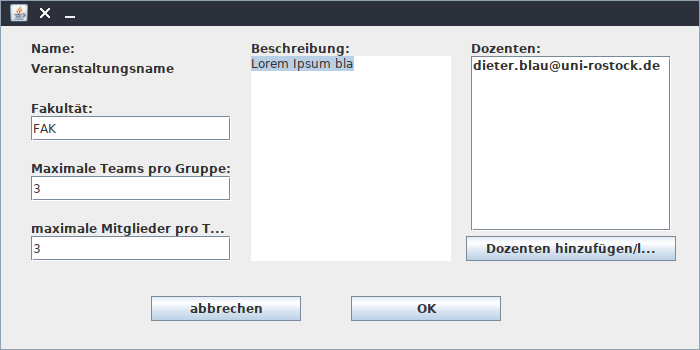 Name:
Veranstaltungsname
Fakultät:
FAK
Maximale Teams pro Gruppe:
3
maximale Mitglieder pro T...
3
Beschreibung:
Lorem Ipsum bla
Dozenten:
dieter.blau@uni-rostock.de
Dozenten hinzufügen/l...
abbrechen
OK